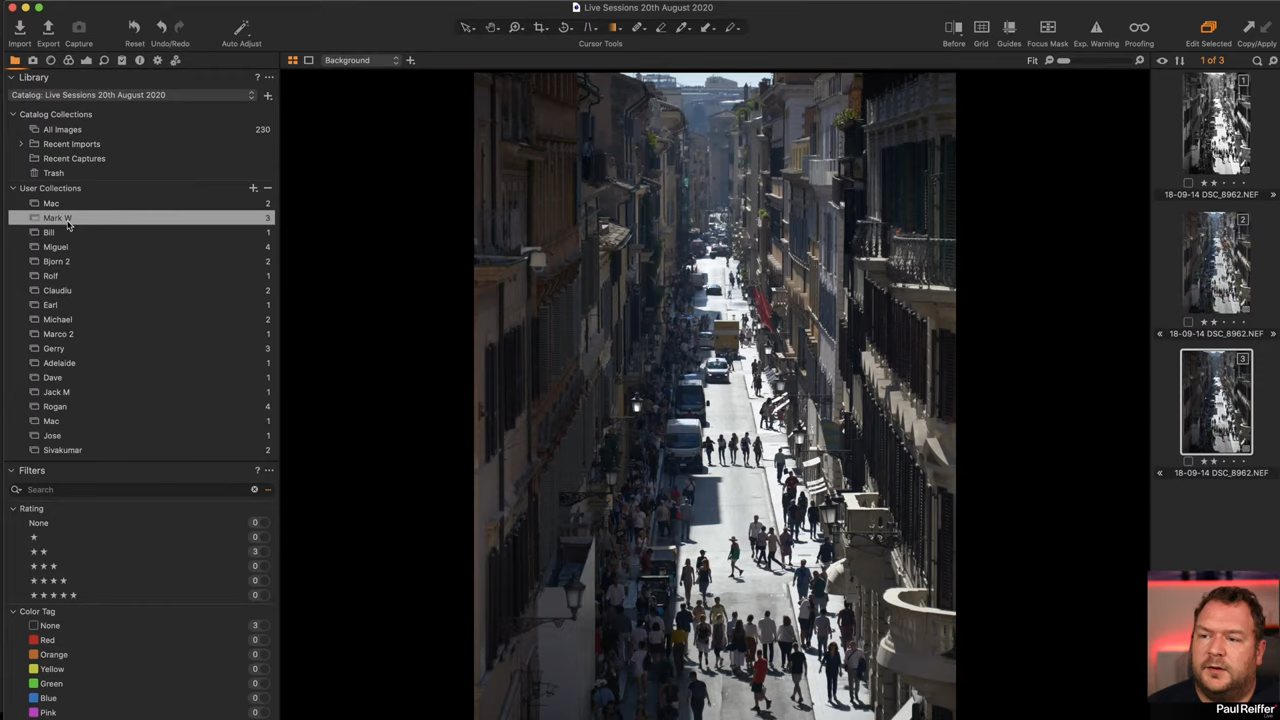 Live Sessions 20th August 2020
Import
Export
Capture
Reset
Undo/Redo
Auto Adjust
Cursor Tools
Before
Grid
Guides
Focus Mask
Exp. Warning
Proofing
Edit Selected
Copy/Apply
Library
?
Background
Fit
1 of 3
Catalog: Live Sessions 20th August 2020
Catalog Collections
All Images 230
Recent Imports
Recent Captures
Trash
User Collections
Mac 2
Mark W 3
Bill 1
Miguel 4
Bjorn 2 2
Rolf 1
Claudiu 2
Earl 1
Michael 2
Marco 2 1
Gerry 3
Adelaide 1
Dave 1
Jack M 1
Rogan 4
Mac 1
Jose 1
Sivakumar 2
Filters
?
Search
Rating
None 0
★ 0
★★ 3
★★★ 0
★★★★ 0
★★★★★ 0
Color Tag
None 3
Red 0
Orange 0
Yellow 0
Green 0
Blue 0
Pink 0
1
18-09-14 DSC_8962.NEF
2
18-09-14 DSC_8962.NEF
3
18-09-14 DSC_8962.NEF
Paul Reiffer
Live